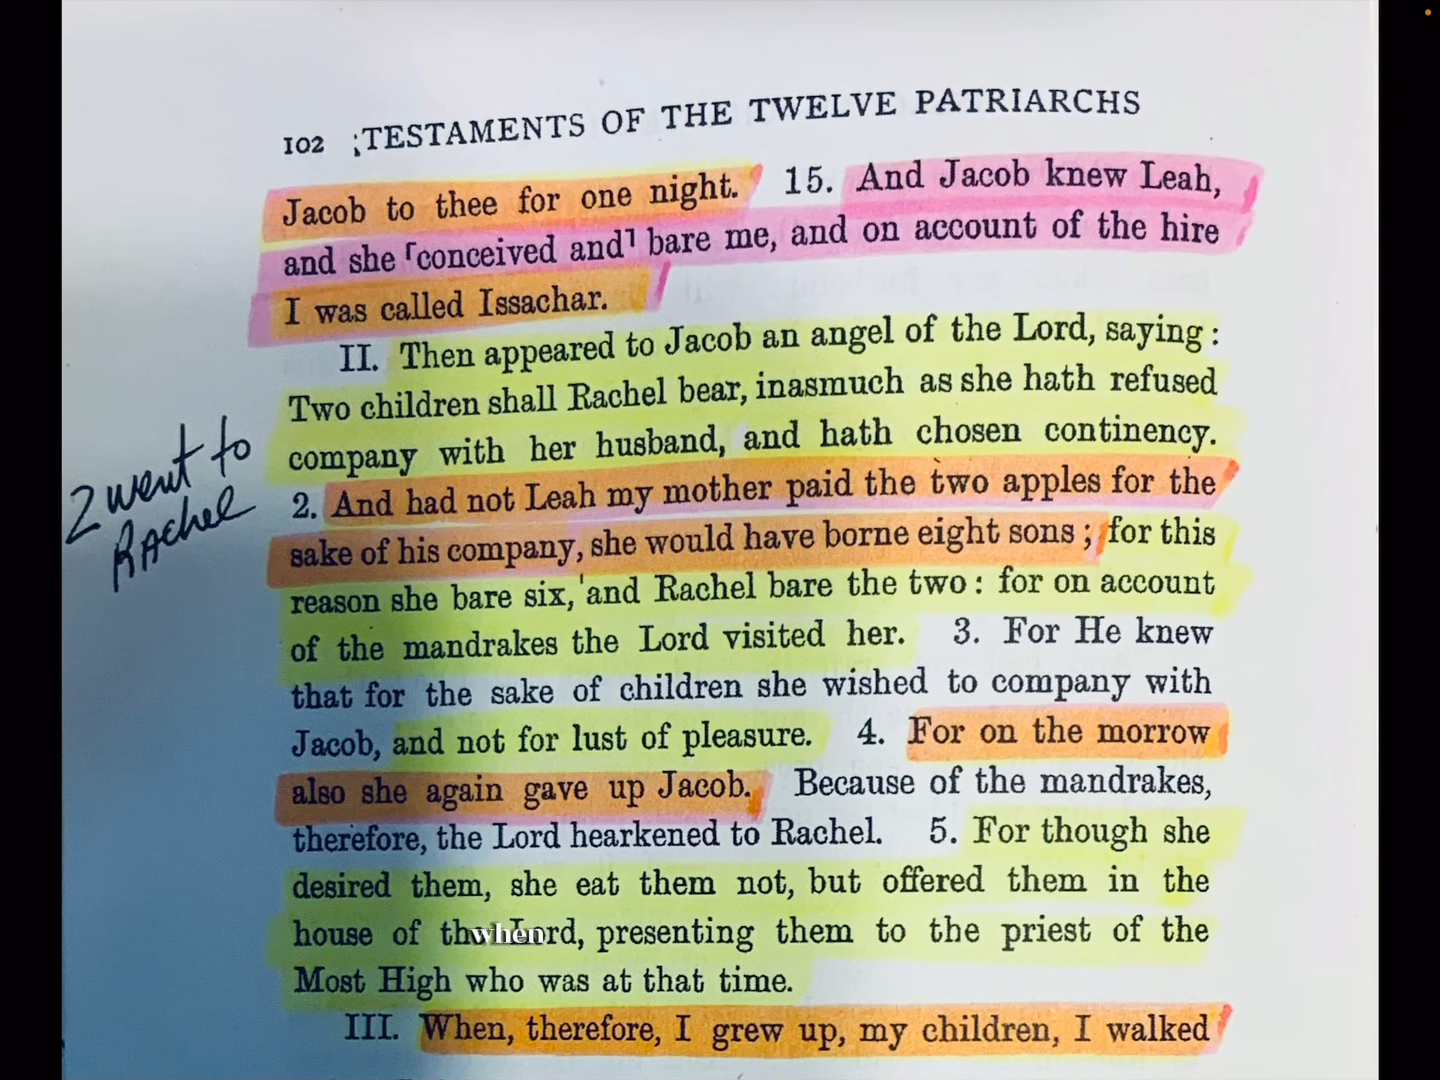 102 ;TESTAMENTS OF THE TWELVE PATRIARCHS
Jacob to thee for one night. 15. And Jacob knew Leah,
and she ⸢conceived and⸣ bare me, and on account of the hire
I was called Issachar.
II. Then appeared to Jacob an angel of the Lord, saying:
Two children shall Rachel bear, inasmuch as she hath refused
company with her husband, and hath chosen continency.
2. And had not Leah my mother paid the two apples for the
sake of his company, she would have borne eight sons; for this
reason she bare six, and Rachel bare the two: for on account
of the mandrakes the Lord visited her. 3. For He knew
that for the sake of children she wished to company with
Jacob, and not for lust of pleasure. 4. For on the morrow
also she again gave up Jacob. Because of the mandrakes,
therefore, the Lord hearkened to Rachel. 5. For though she
desired them, she eat them not, but offered them in the
house of the Lord, presenting them to the priest of the
when
Most High who was at that time.
III. When, therefore, I grew up, my children, I walked
2 went to
Rachel